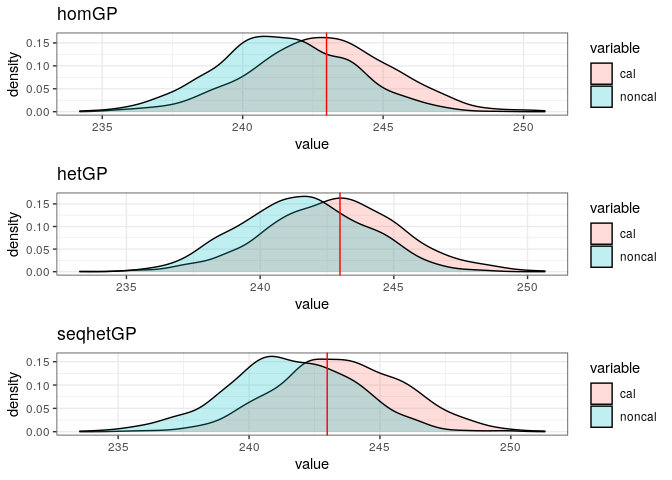 homGP
density
0.15
0.10
0.05
0.00
235 240 245 250
value
variable
cal
noncal
hetGP
density
0.15
0.10
0.05
0.00
235 240 245 250
value
variable
cal
noncal
seqhetGP
density
0.15
0.10
0.05
0.00
235 240 245 250
value
variable
cal
noncal